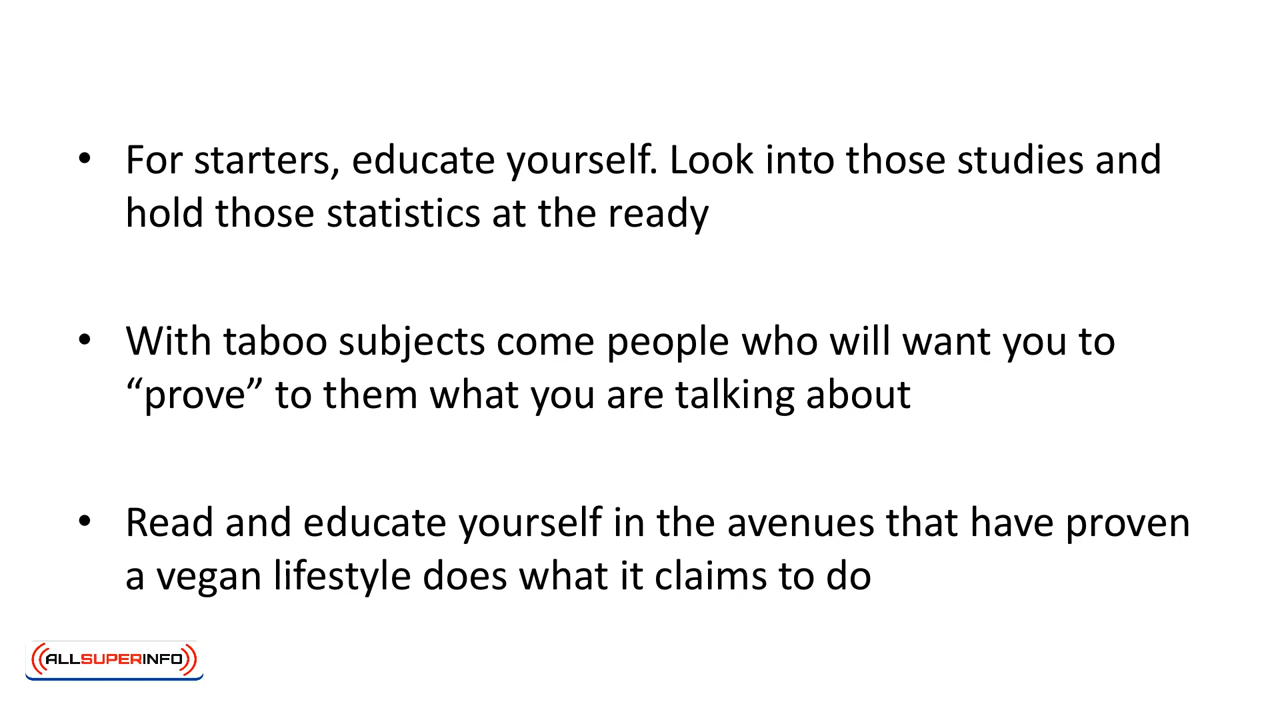 • For starters, educate yourself. Look into those studies and
hold those statistics at the ready
• With taboo subjects come people who will want you to
“prove” to them what you are talking about
• Read and educate yourself in the avenues that have proven
a vegan lifestyle does what it claims to do
ALLSUPERINFO